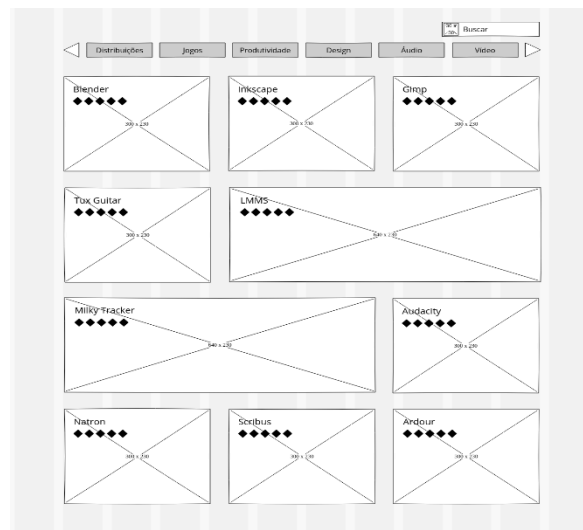 Buscar
Distribuições Jogos Produtividade Design Áudio Video
Blender Inkscape Gimp
300 x 230 300 x 230 300 x 230
Tux Guitar LMMS
300 x 230 640 x 230
Milky Tracker Audacity
640 x 230 300 x 230
Natron Scribus Ardour
300 x 230 300 x 230 300 x 230